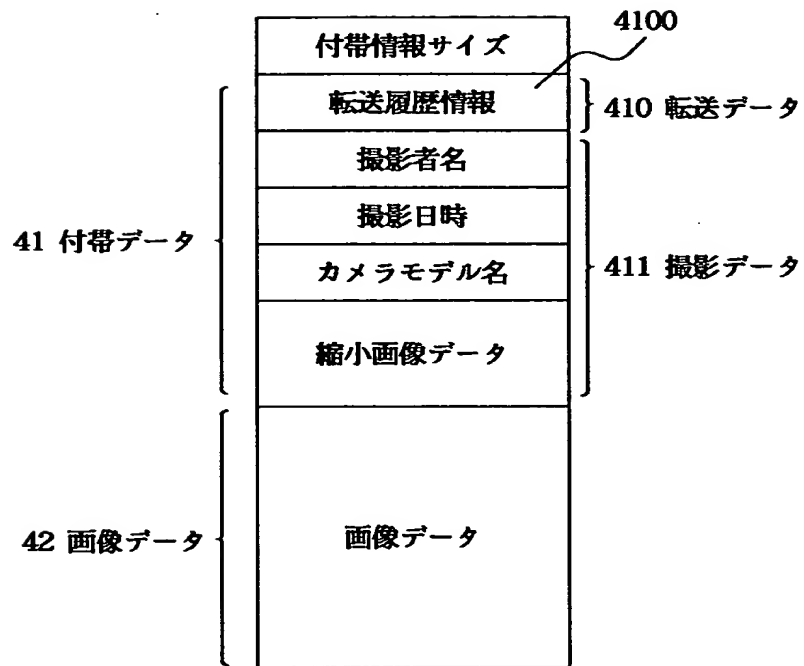 4100
付帯情報サイズ
転送履歴情報
410 転送データ
撮影者名
撮影日時
41 付帯データ
カメラモデル名
411 撮影データ
縮小画像データ
42 画像データ
画像データ